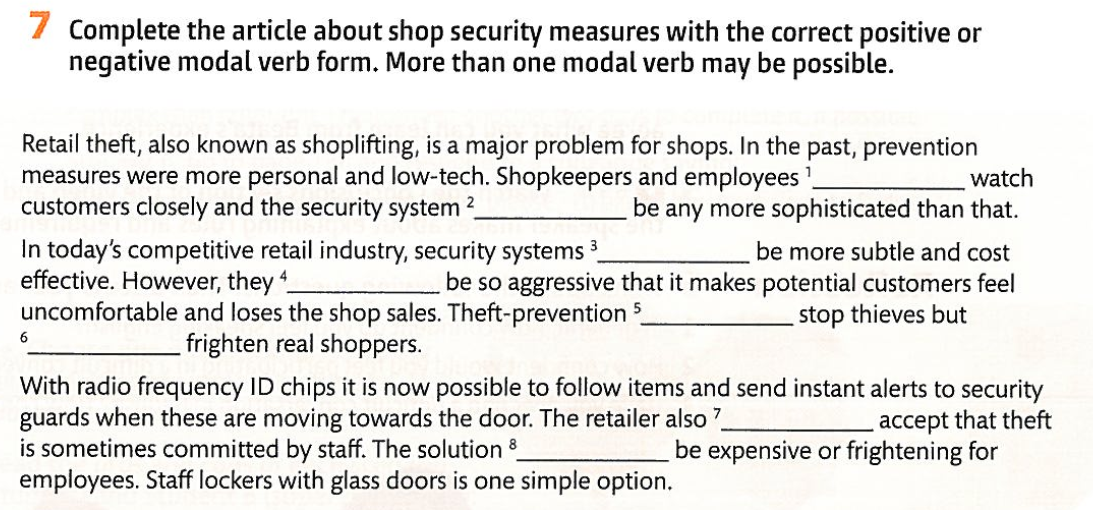 7 Complete the article about shop security measures with the correct positive or
negative modal verb form. More than one modal verb may be possible.
Retail theft, also known as shoplifting, is a major problem for shops. In the past, prevention
measures were more personal and low-tech. Shopkeepers and employees ¹______________ watch
customers closely and the security system ²______________ be any more sophisticated than that.
In today's competitive retail industry, security systems ³______________ be more subtle and cost
effective. However, they ⁴______________ be so aggressive that it makes potential customers feel
uncomfortable and loses the shop sales. Theft-prevention ⁵______________ stop thieves but
⁶______________ frighten real shoppers.
With radio frequency ID chips it is now possible to follow items and send instant alerts to security
guards when these are moving towards the door. The retailer also ⁷______________ accept that theft
is sometimes committed by staff. The solution ⁸______________ be expensive or frightening for
employees. Staff lockers with glass doors is one simple option.